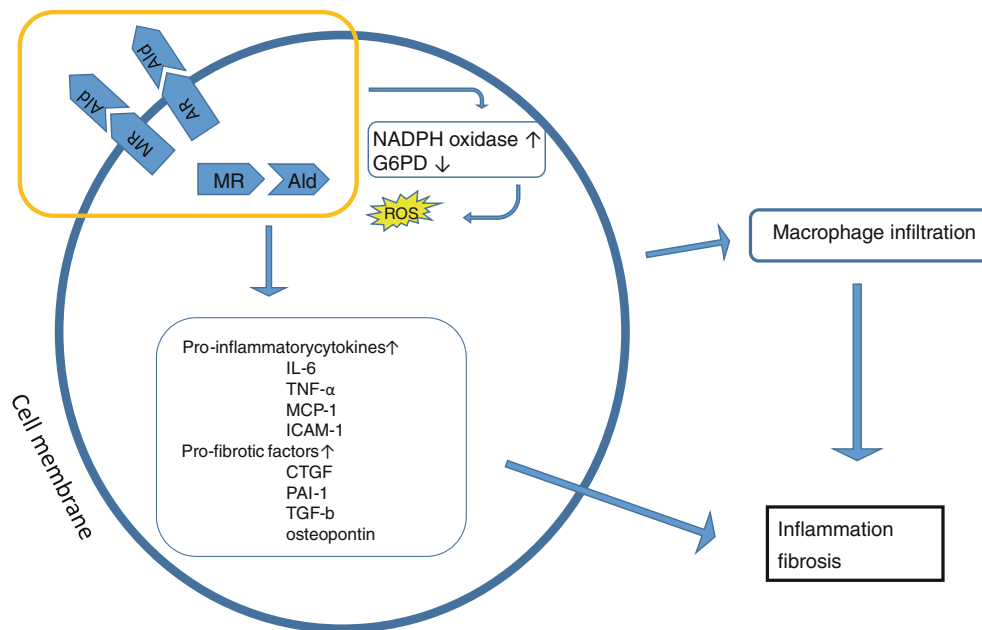 Ald
AR
Ald
MR
MR
Ald
NADPH oxidase ↑
G6PD ↓
ROS
Macrophage infiltration
Pro-inflammatorycytokines↑
IL-6
TNF-α
MCP-1
ICAM-1
Pro-fibrotic factors↑
CTGF
PAI-1
TGF-b
osteopontin
Cell membrane
Inflammation
fibrosis